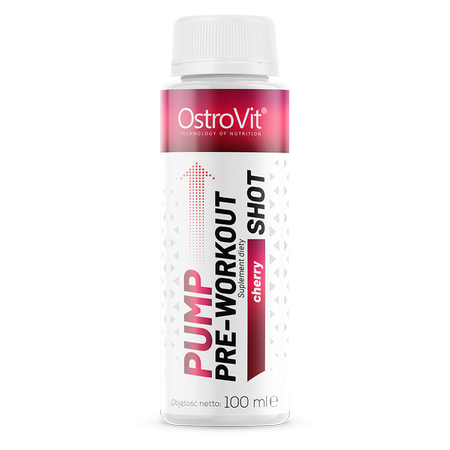 OstroVit®
TECHNOLOGY OF NUTRITION
PUMP
PRE-WORKOUT
Suplement diety
cherry
SHOT
Objętość netto: 100 ml ℮